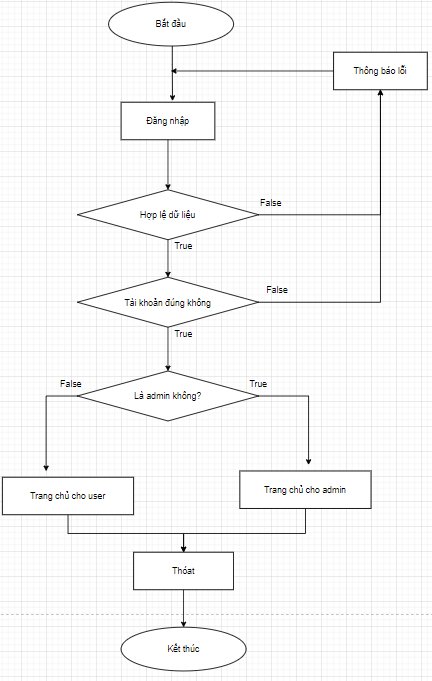 Bắt đầu
Thông báo lỗi
Đăng nhập
Hợp lệ dữ liệu
False
True
Tài khoản đúng không
False
True
Là admin không?
False
True
Trang chủ cho user
Trang chủ cho admin
Thóat
Kết thúc